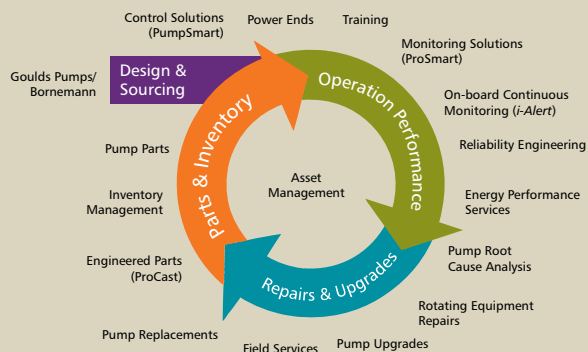 Control Solutions
(PumpSmart)
Power Ends
Training
Monitoring Solutions
(ProSmart)
On-board Continuous
Monitoring (i-Alert)
Reliability Engineering
Energy Performance
Services
Pump Root
Cause Analysis
Rotating Equipment
Repairs
Pump Upgrades
Field Services
Pump Replacements
Engineered Parts
(ProCast)
Inventory
Management
Pump Parts
Goulds Pumps/
Bornemann
Design &
Sourcing
Operation Performance
Repairs & Upgrades
Parts & Inventory
Asset
Management